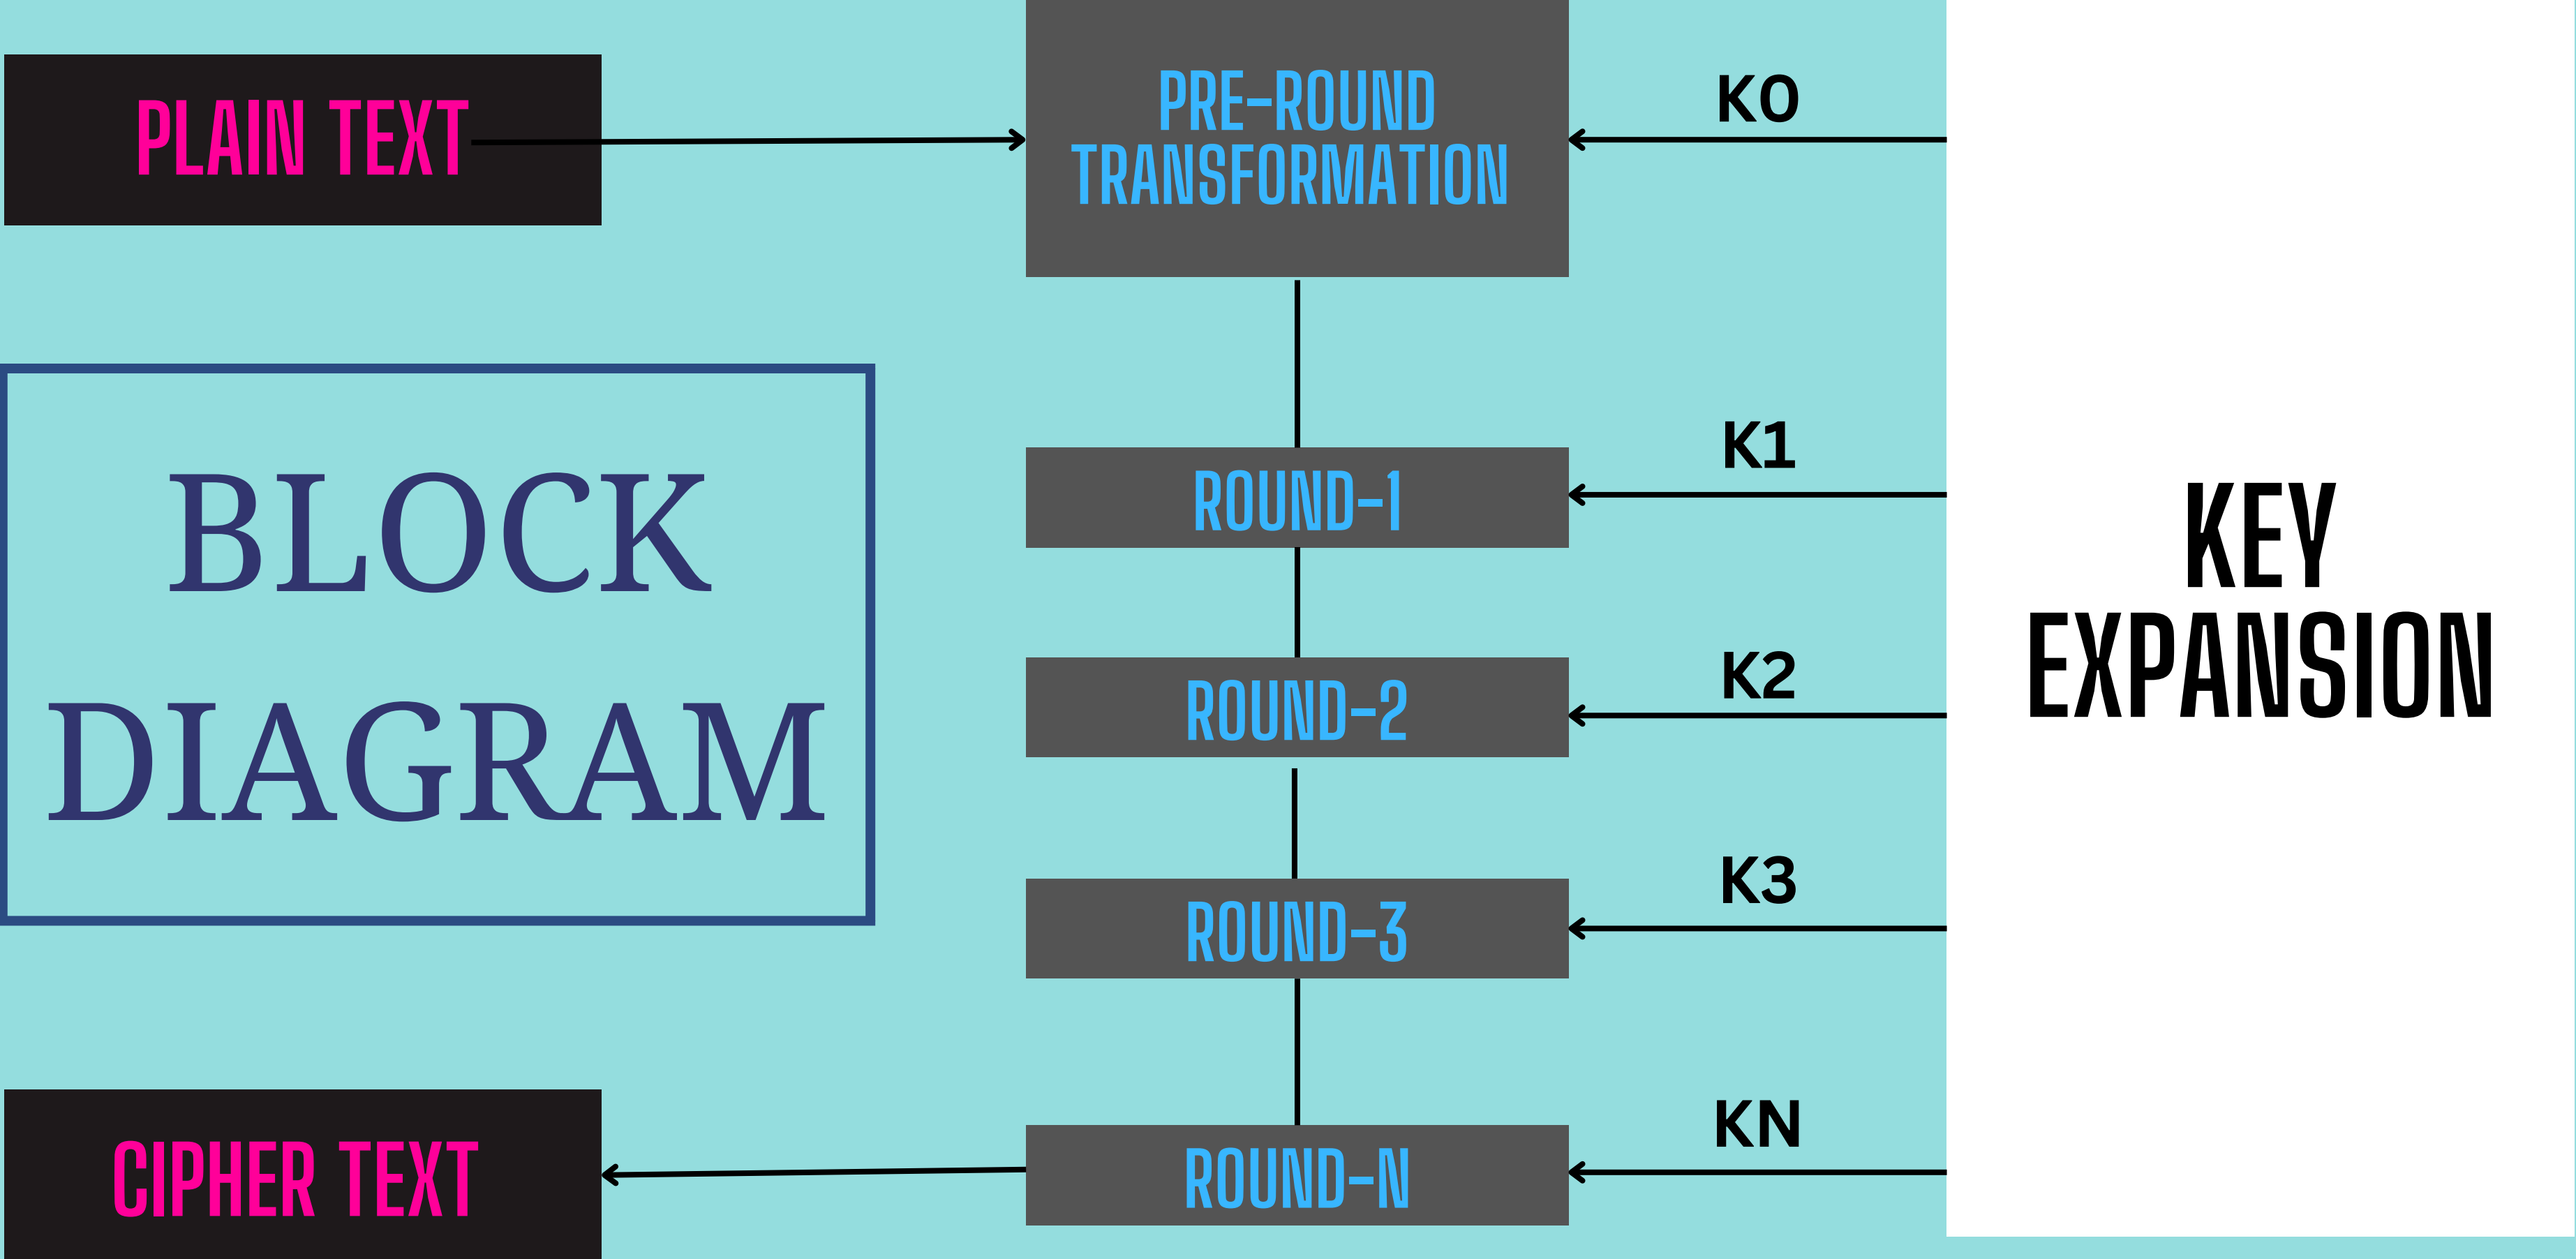 PLAIN TEXT
PRE-ROUND
TRANSFORMATION
K0
BLOCK
DIAGRAM
ROUND-1
K1
ROUND-2
K2
ROUND-3
K3
KEY
EXPANSION
CIPHER TEXT
ROUND-N
KN